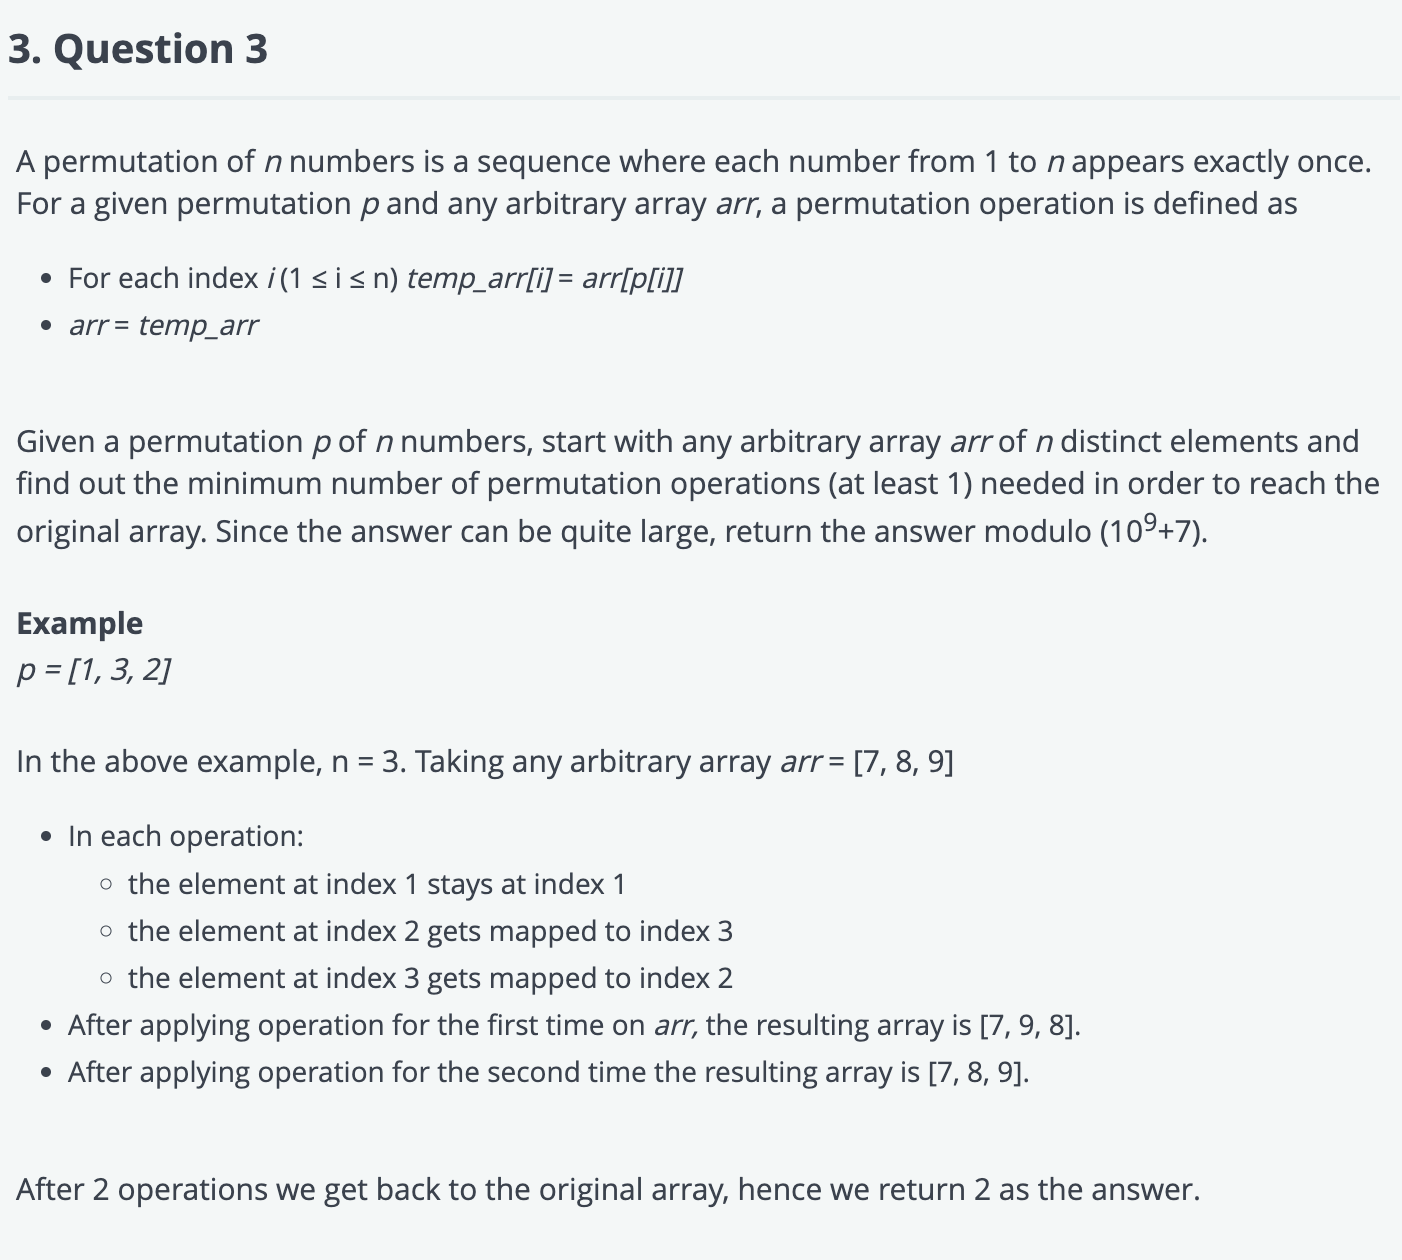 3. Question 3
A permutation of n numbers is a sequence where each number from 1 to n appears exactly once.
For a given permutation p and any arbitrary array arr, a permutation operation is defined as
• For each index i (1 ≤ i ≤ n) temp_arr[i] = arr[p[i]]
• arr = temp_arr
Given a permutation p of n numbers, start with any arbitrary array arr of n distinct elements and
find out the minimum number of permutation operations (at least 1) needed in order to reach the
original array. Since the answer can be quite large, return the answer modulo (10⁹+7).
Example
p = [1, 3, 2]
In the above example, n = 3. Taking any arbitrary array arr = [7, 8, 9]
• In each operation:
○ the element at index 1 stays at index 1
○ the element at index 2 gets mapped to index 3
○ the element at index 3 gets mapped to index 2
• After applying operation for the first time on arr, the resulting array is [7, 9, 8].
• After applying operation for the second time the resulting array is [7, 8, 9].
After 2 operations we get back to the original array, hence we return 2 as the answer.